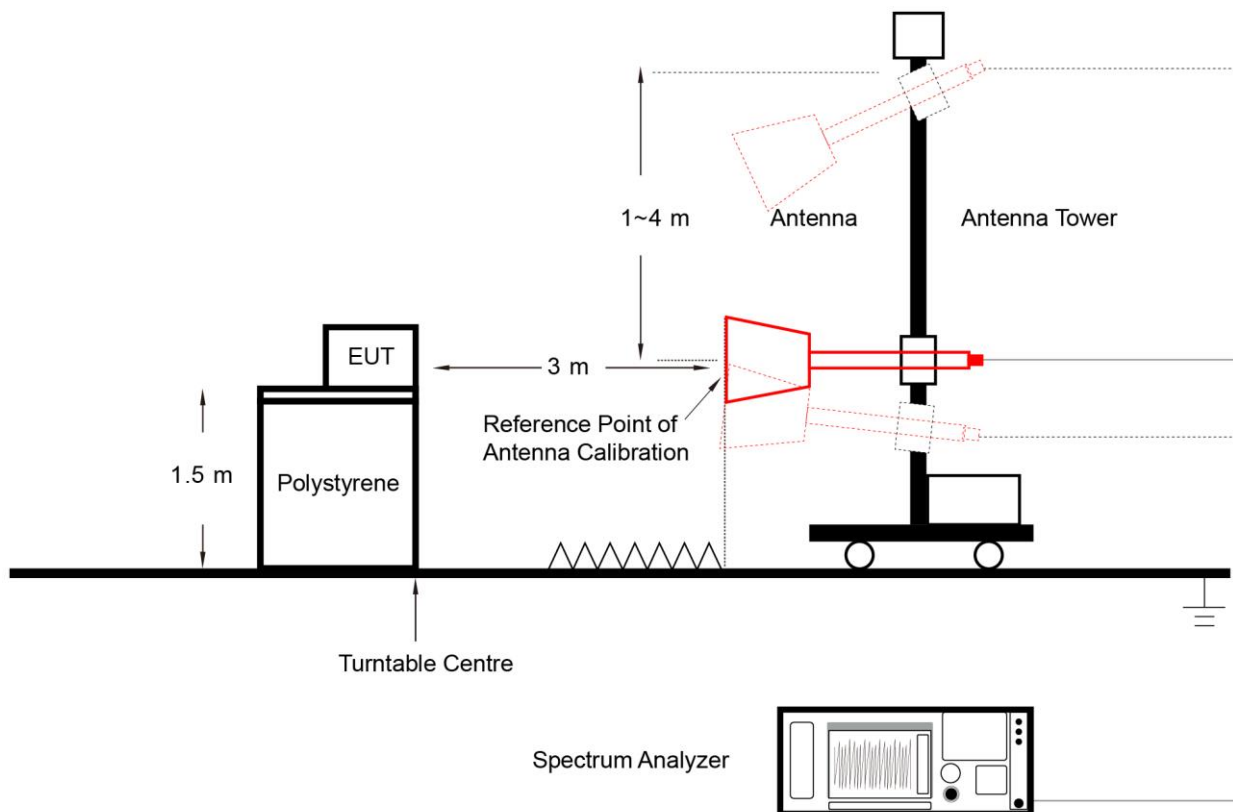 1~4 m
Antenna
Antenna Tower
EUT
3 m
Reference Point of
Antenna Calibration
1.5 m
Polystyrene
Turntable Centre
Spectrum Analyzer